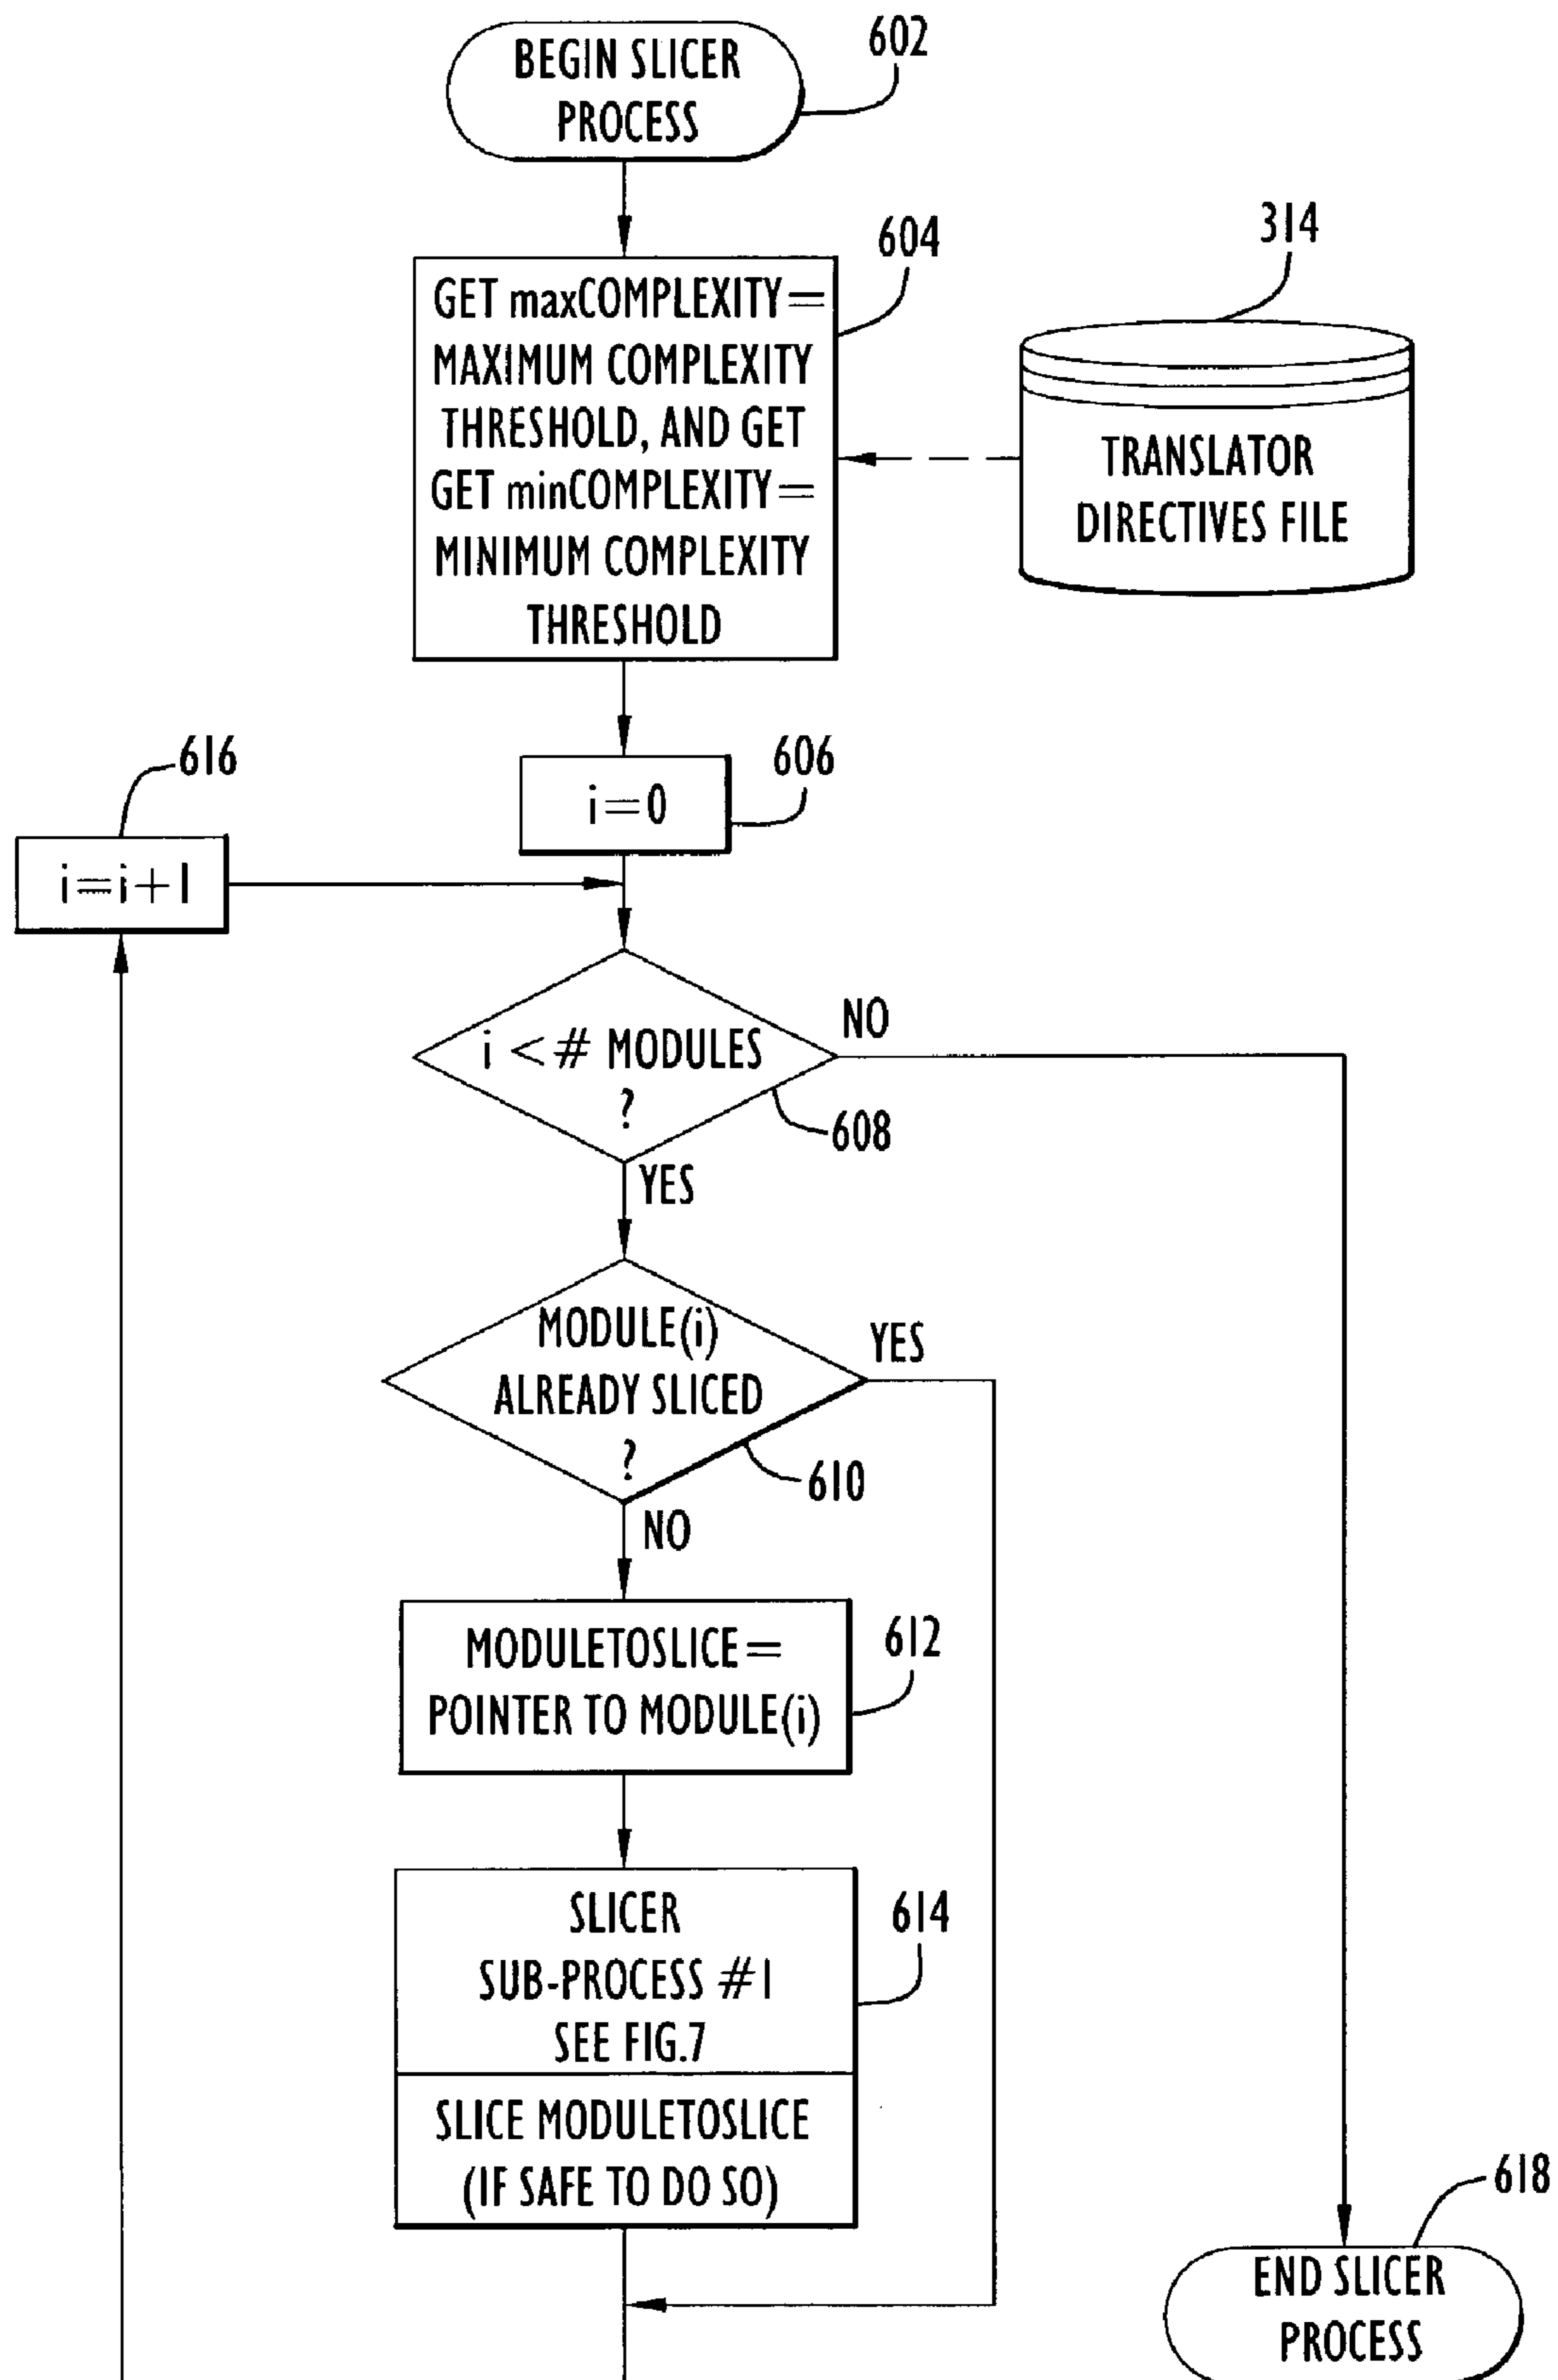 BEGIN SLICER
PROCESS
602
GET maxCOMPLEXITY=
MAXIMUM COMPLEXITY
THRESHOLD, AND GET
GET minCOMPLEXITY=
MINIMUM COMPLEXITY
THRESHOLD
604
314
TRANSLATOR
DIRECTIVES FILE
616
i=i+1
i=0
606
i <# MODULES
?
NO
608
YES
MODULE(i)
ALREADY SLICED
?
YES
610
NO
MODULETOSLICE=
POINTER TO MODULE(i)
612
SLICER
SUB-PROCESS #1
SEE FIG.7
614
SLICE MODULETOSLICE
(IF SAFE TO DO SO)
618
END SLICER
PROCESS